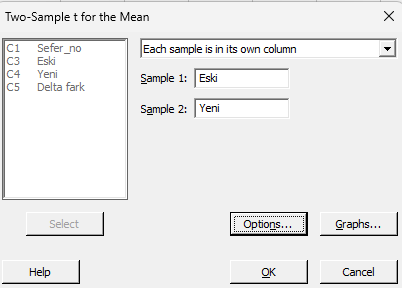 Two-Sample t for the Mean
C1 Sefer_no
C3 Eski
C4 Yeni
C5 Delta fark
Each sample is in its own column
Sample 1: Eski
Sample 2: Yeni
Select
Options...
Graphs...
Help
OK
Cancel